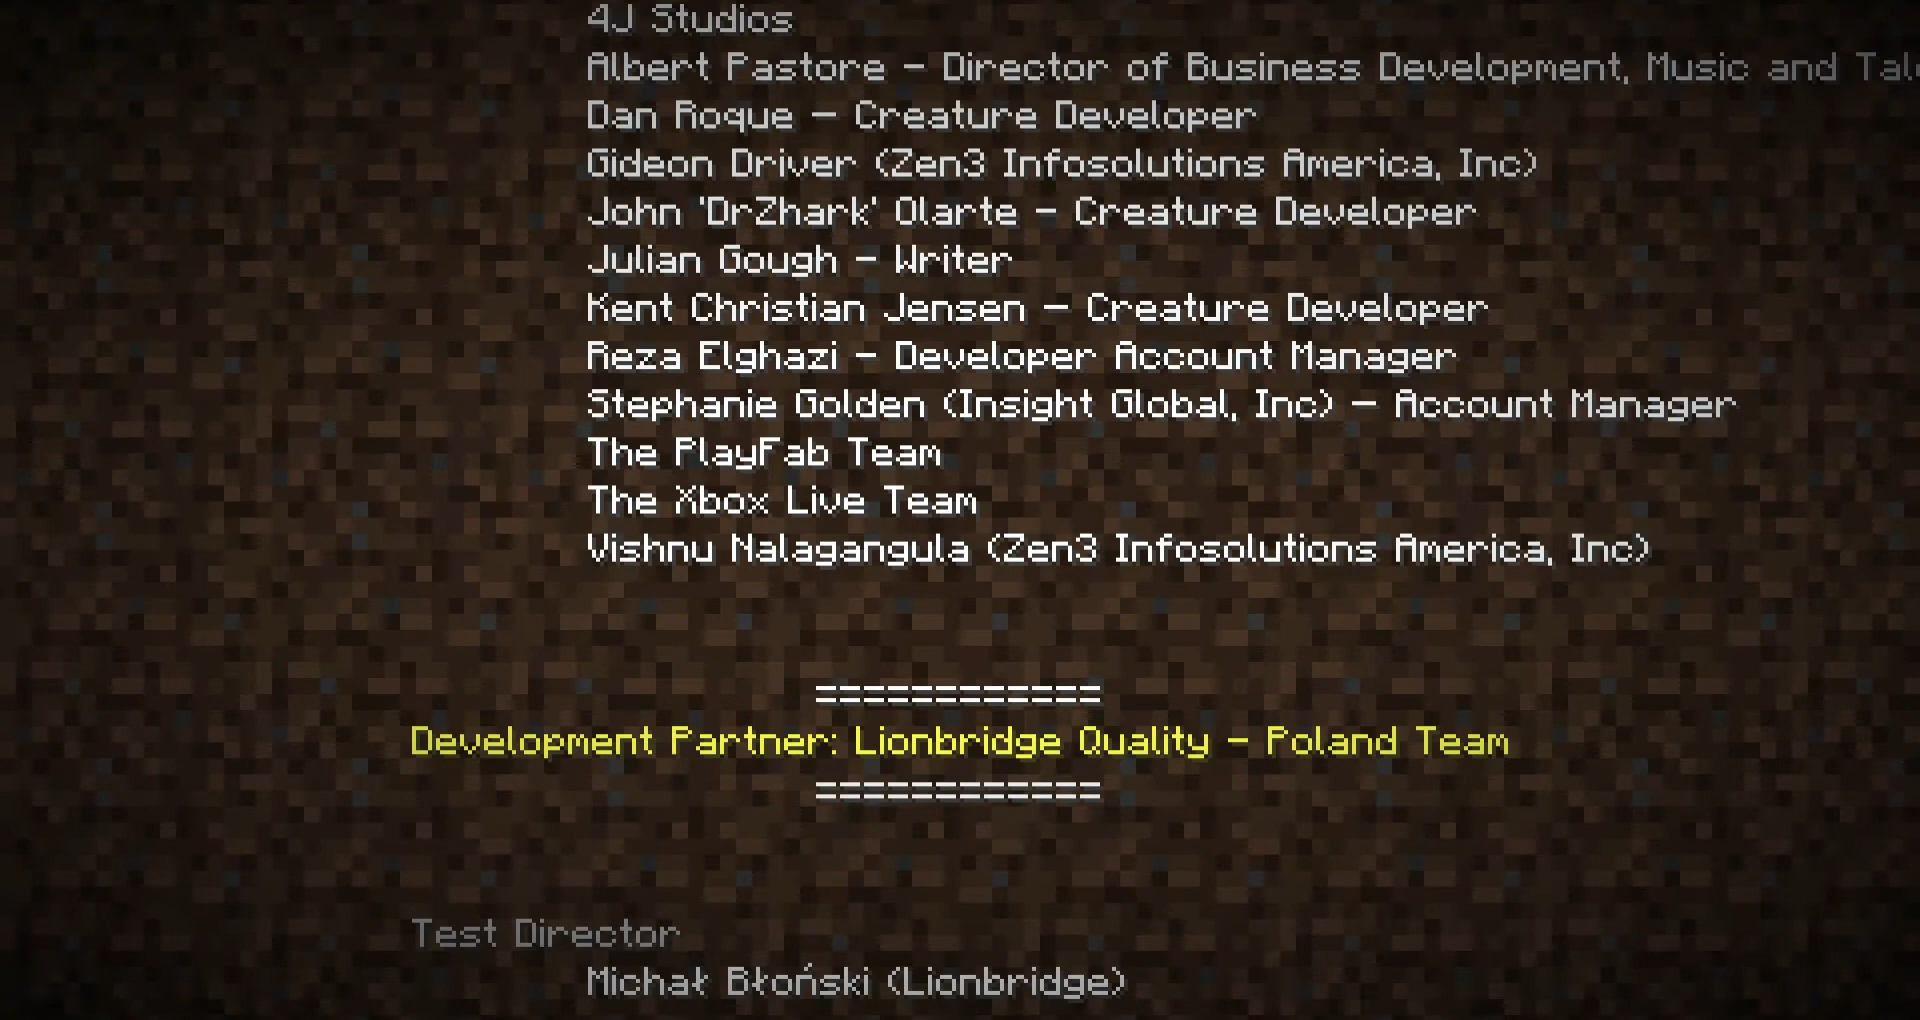 4J Studios
Albert Pastore - Director of Business Development, Music and
Dan Roque - Creature Developer
Gideon Driver (Zen3 Infosolutions America, Inc)
John 'DrZhark' Olarte - Creature Developer
Julian Gough - Writer
Kent Christian Jensen - Creature Developer
Reza Elghazi - Developer Account Manager
Stephanie Golden (Insight Global, Inc) - Account Manager
The PlayFab Team
The Xbox Live Team
Vishnu Nalagangula (Zen3 Infosolutions America, Inc)
============
Development Partner: Lionbridge Quality - Poland Team
============
Test Director
Michał Błoński (Lionbridge)